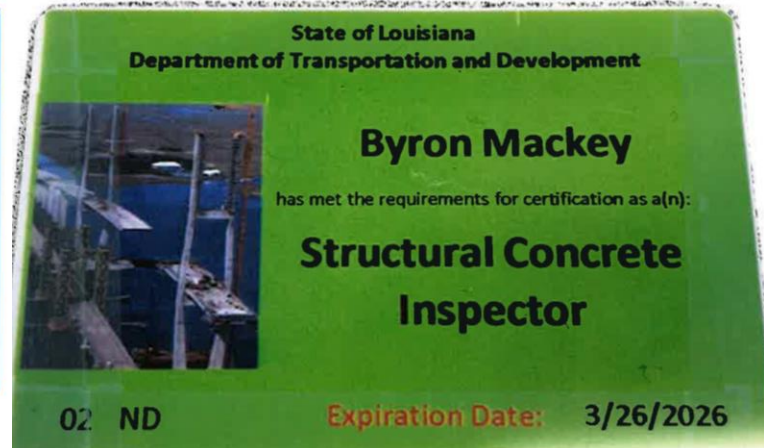 State of Louisiana
Department of Transportation and Development
Byron Mackey
has met the requirements for certification as a(n):
Structural Concrete
Inspector
02 ND
Expiration Date: 3/26/2026